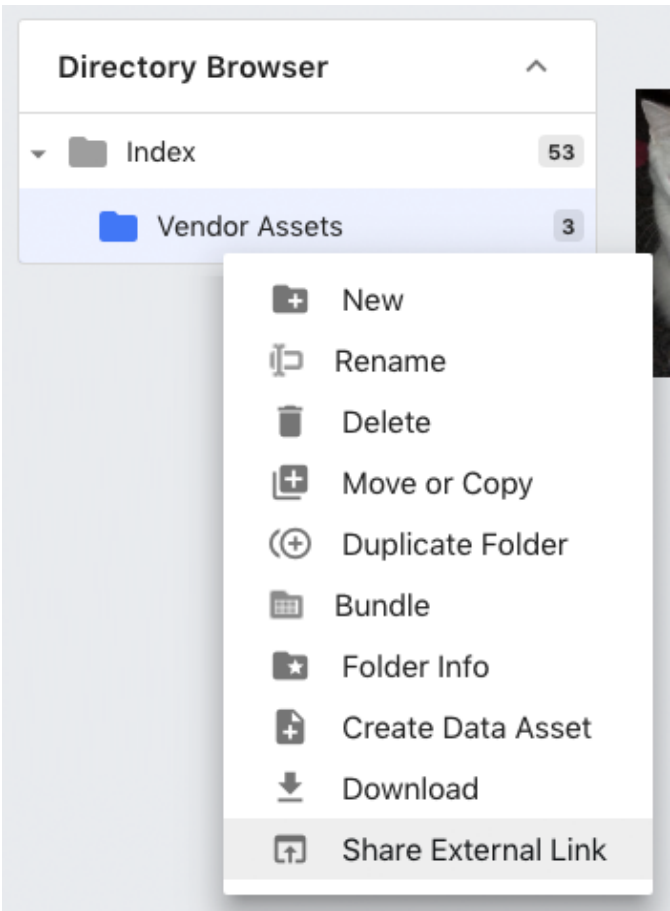 Directory Browser
Index 53
Vendor Assets 3
New
Rename
Delete
Move or Copy
Duplicate Folder
Bundle
Folder Info
Create Data Asset
Download
Share External Link